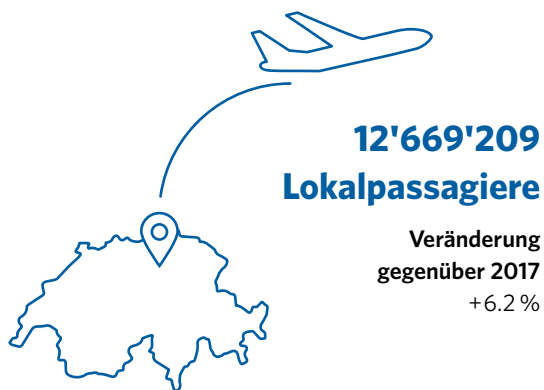 12'669'209
Lokalpassagiere
Veränderung
gegenüber 2017
+6.2 %